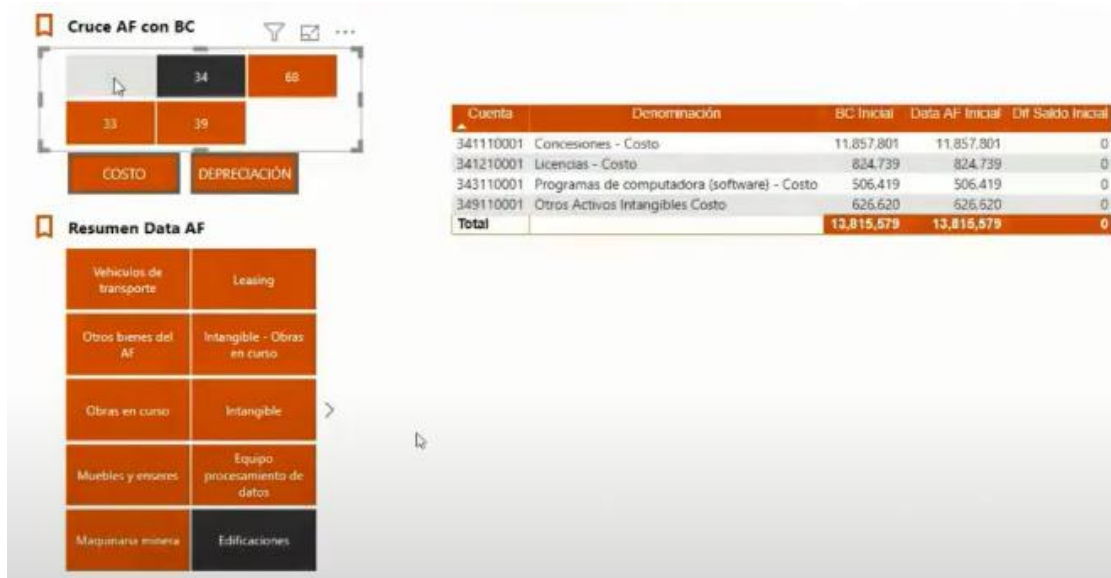 Cruce AF con BC
34
68
33
39
COSTO
DEPRECIACIÓN
Resumen Data AF
Vehiculos de
transporte
Leasing
Otros bienes del
AF
Intangible - Obras
en curso
Obras en curso
Intangible
Muebles y enseres
Equipo
procesamiento de
datos
Maquinaria minera
Edificaciones
Cuenta Denominación BC Inicial Data AF Inicial Dif Saldo Inicial
341110001 Concesiones - Costo 11,857,801 11,857,801 0
341210001 Licencias - Costo 824,739 824,739 0
343110001 Programas de computadora (software) - Costo 506,419 506,419 0
349110001 Otros Activos Intangibles Costo 626,620 626,620 0
Total 13,815,579 13,815,579 0